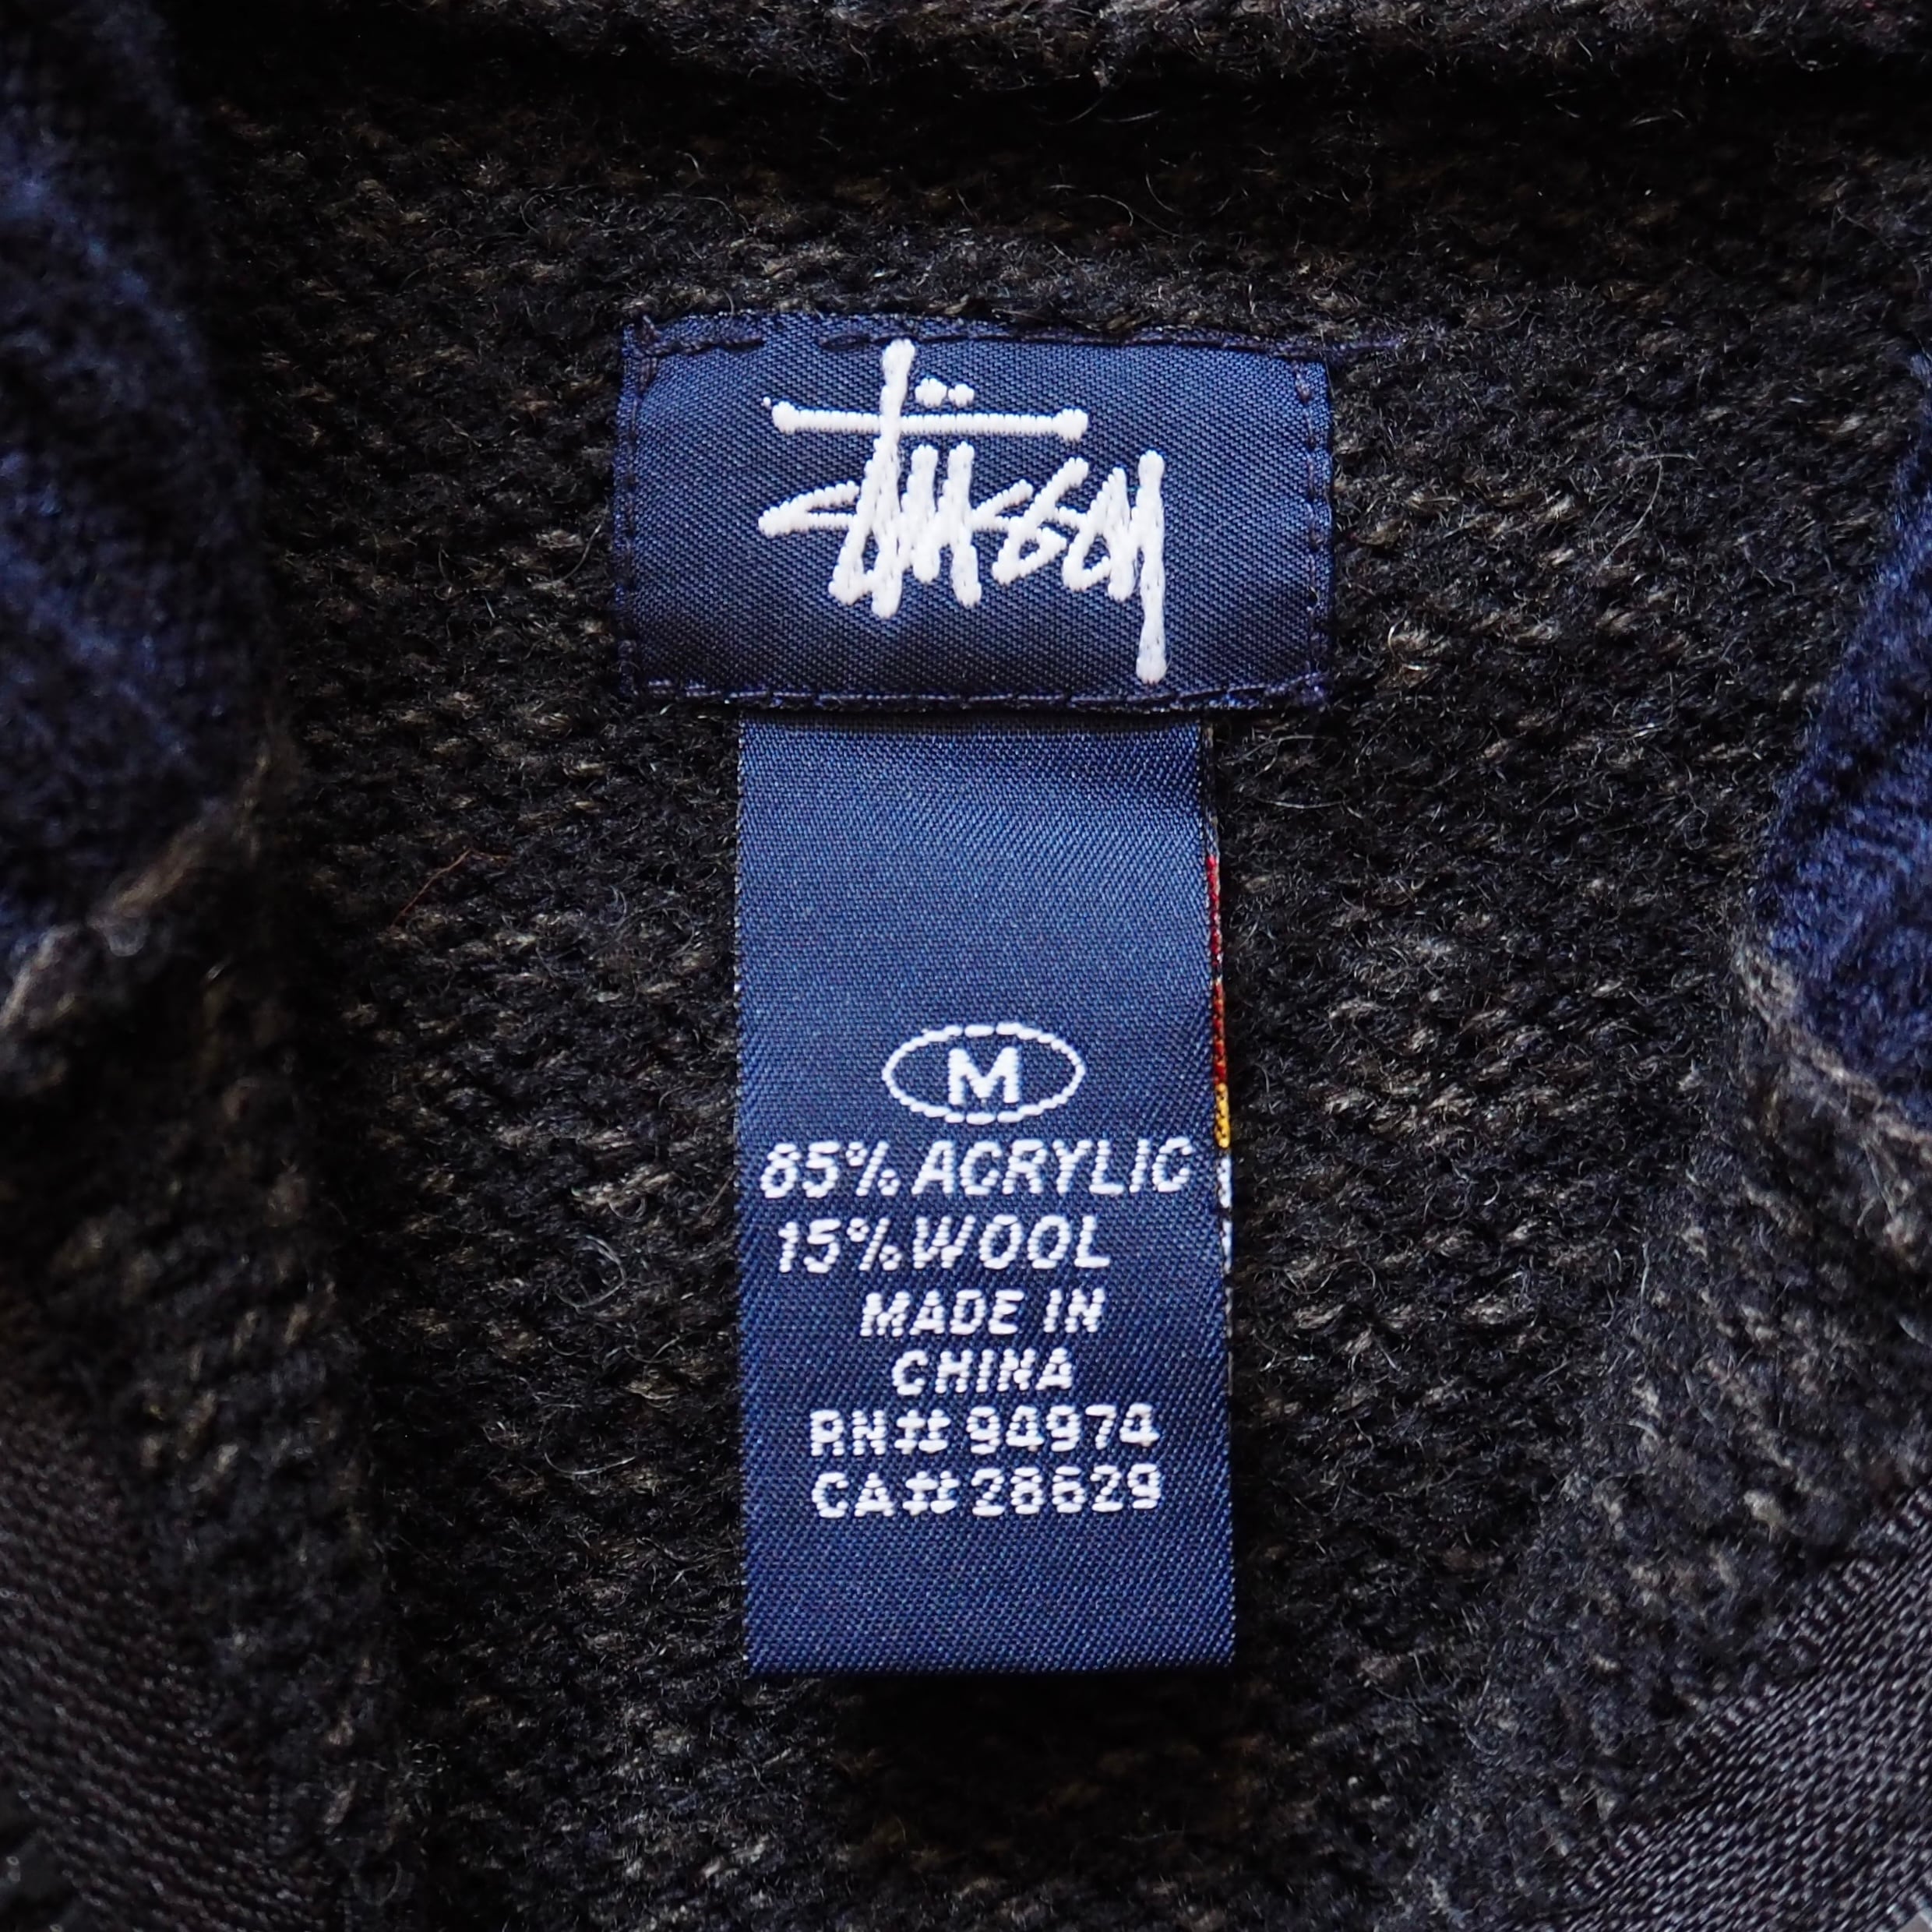 Stüssy
M
85% ACRYLIC
15% WOOL
MADE IN
CHINA
RN# 94974
CA# 28629